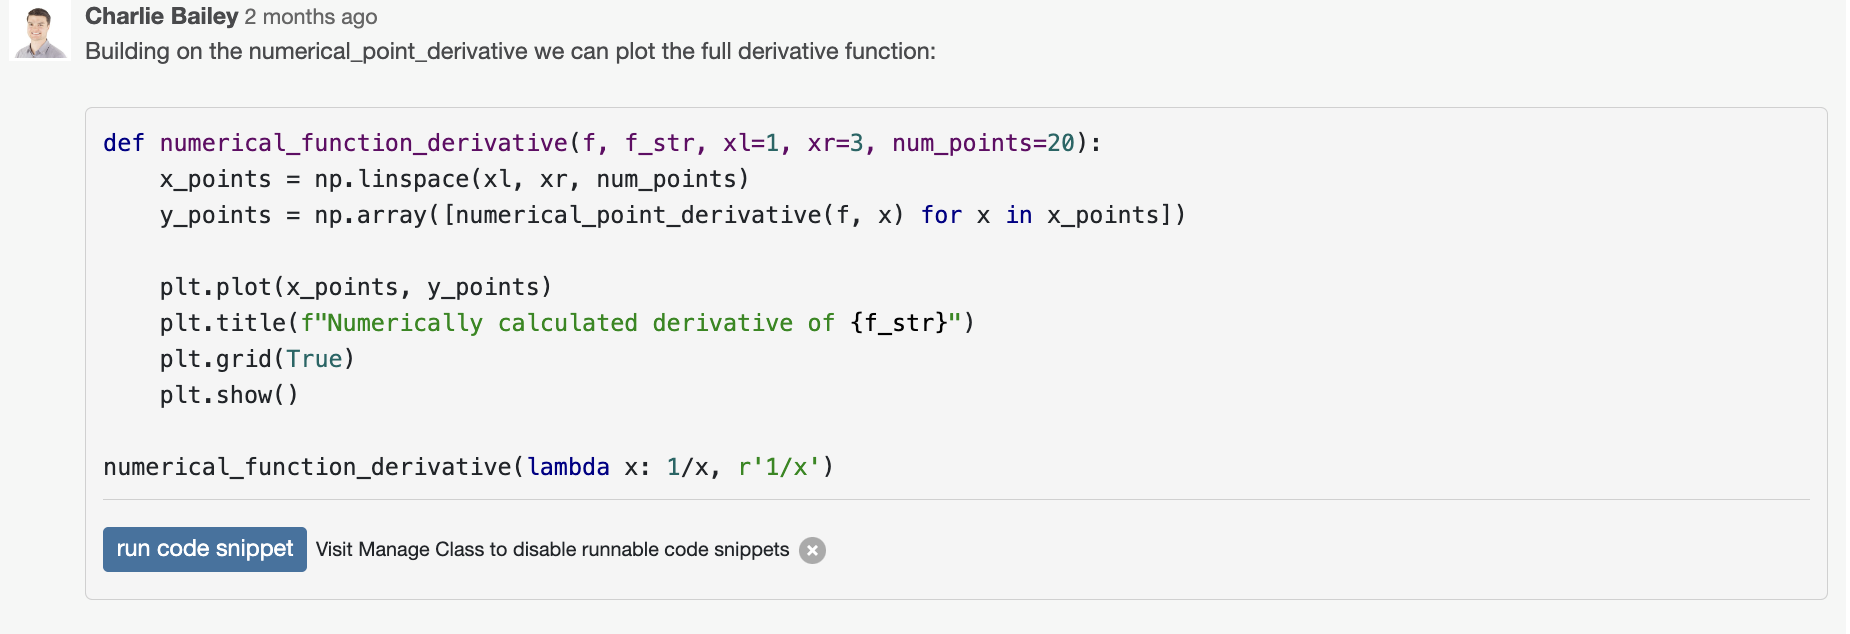 Charlie Bailey 2 months ago
Building on the numerical_point_derivative we can plot the full derivative function:
def numerical_function_derivative(f, f_str, xl=1, xr=3, num_points=20):
    x_points = np.linspace(xl, xr, num_points)
    y_points = np.array([numerical_point_derivative(f, x) for x in x_points])
    plt.plot(x_points, y_points)
    plt.title(f"Numerically calculated derivative of {f_str}")
    plt.grid(True)
    plt.show()
numerical_function_derivative(lambda x: 1/x, r'1/x')
run code snippet Visit Manage Class to disable runnable code snippets